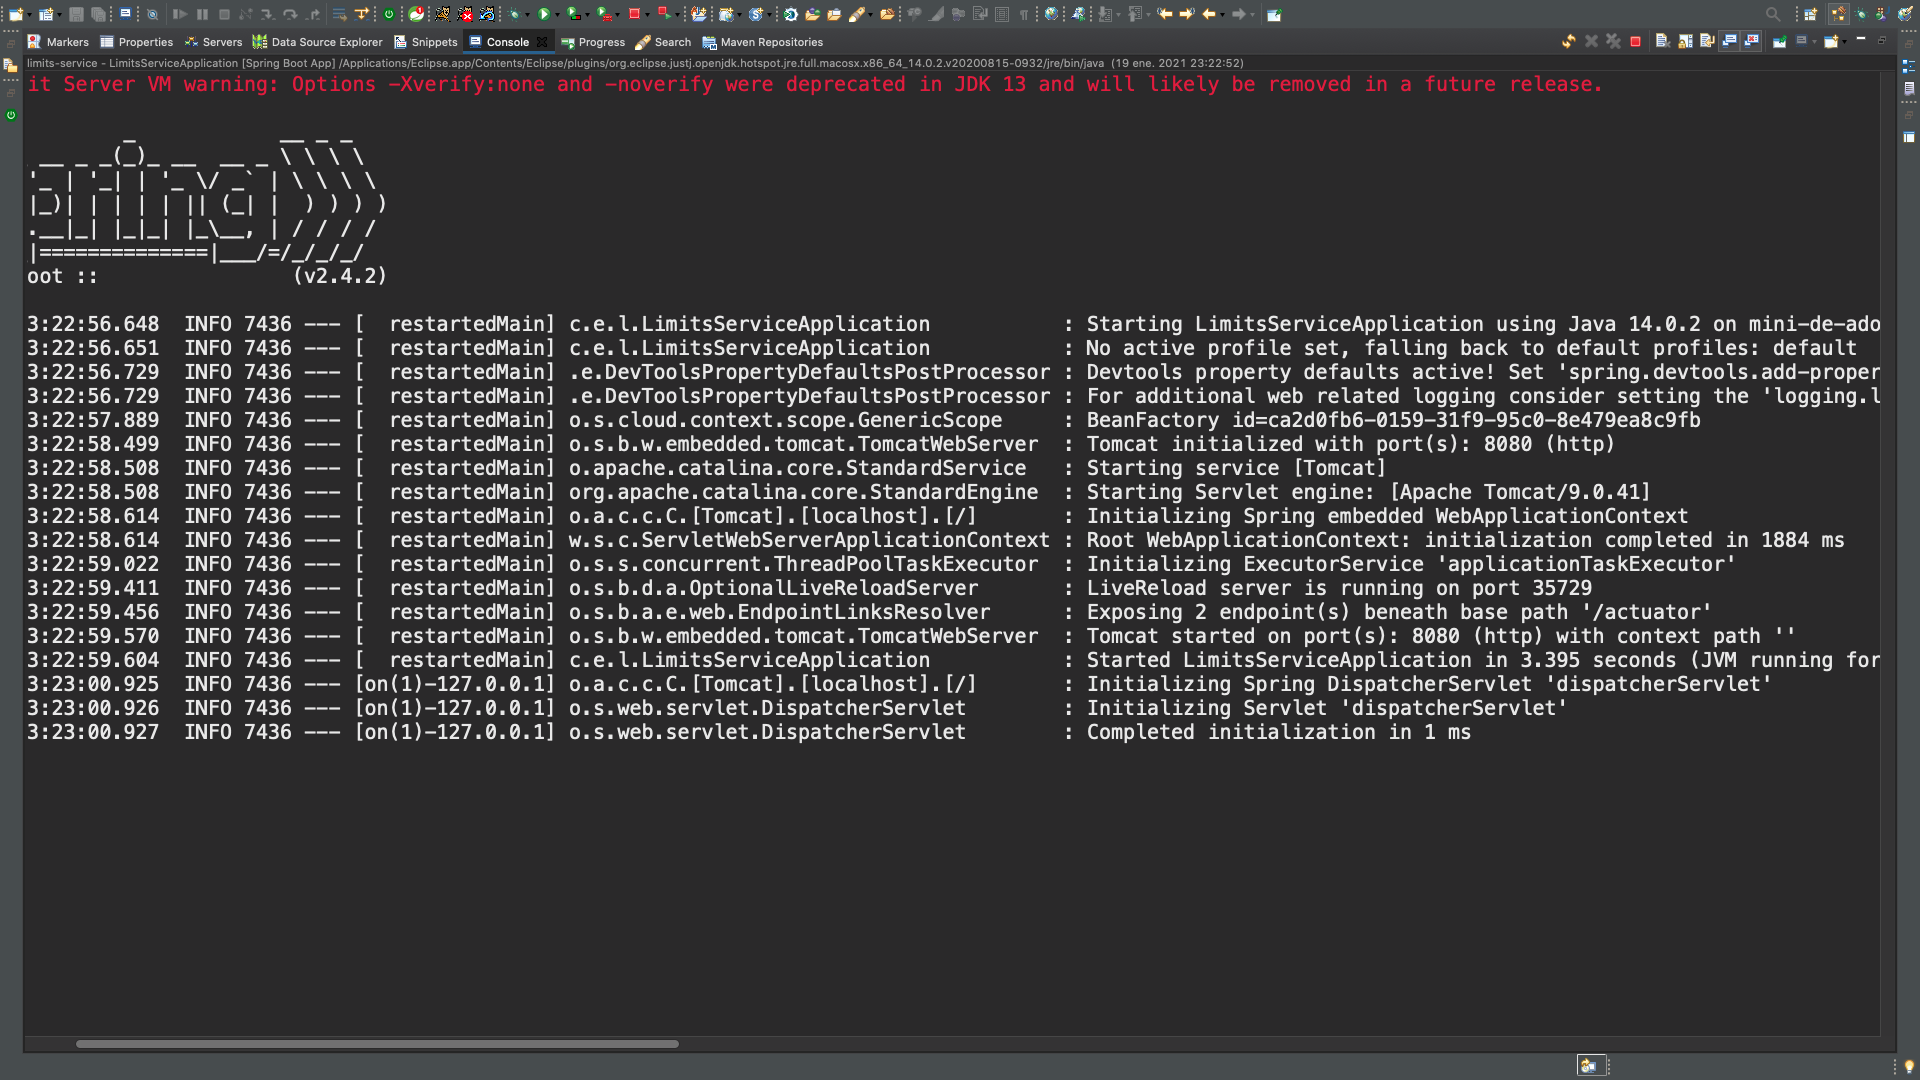 Markers Properties Servers Data Source Explorer Snippets Console Progress Search Maven Repositories
limits-service - LimitsServiceApplication [Spring Boot App] /Applications/Eclipse.app/Contents/Eclipse/plugins/org.eclipse.justj.openjdk.hotspot.jre.full.macosx.x86_64_14.0.2.v20200815-0932/jre/bin/java (19 ene. 2021 23:22:52)
it Server VM warning: Options -Xverify:none and -noverify were deprecated in JDK 13 and will likely be removed in a future release.
        _            __ _ _
 __ _ _(_)_ __  __ _ \ \ \ \
'_ | '_| | '_ \/ _` | \ \ \ \
|_)| | | | | || (_| |  ) ) ) )
.__|_| |_|_| |_\__, | / / / /
|==============|___/=/_/_/_/
oot ::                (v2.4.2)
3:22:56.648  INFO 7436 --- [  restartedMain] c.e.l.LimitsServiceApplication           : Starting LimitsServiceApplication using Java 14.0.2 on mini-de-ado
3:22:56.651  INFO 7436 --- [  restartedMain] c.e.l.LimitsServiceApplication           : No active profile set, falling back to default profiles: default
3:22:56.729  INFO 7436 --- [  restartedMain] .e.DevToolsPropertyDefaultsPostProcessor : Devtools property defaults active! Set 'spring.devtools.add-proper
3:22:56.729  INFO 7436 --- [  restartedMain] .e.DevToolsPropertyDefaultsPostProcessor : For additional web related logging consider setting the 'logging.l
3:22:57.889  INFO 7436 --- [  restartedMain] o.s.cloud.context.scope.GenericScope     : BeanFactory id=ca2d0fb6-0159-31f9-95c0-8e479ea8c9fb
3:22:58.499  INFO 7436 --- [  restartedMain] o.s.b.w.embedded.tomcat.TomcatWebServer  : Tomcat initialized with port(s): 8080 (http)
3:22:58.508  INFO 7436 --- [  restartedMain] o.apache.catalina.core.StandardService   : Starting service [Tomcat]
3:22:58.508  INFO 7436 --- [  restartedMain] org.apache.catalina.core.StandardEngine  : Starting Servlet engine: [Apache Tomcat/9.0.41]
3:22:58.614  INFO 7436 --- [  restartedMain] o.a.c.c.C.[Tomcat].[localhost].[/]       : Initializing Spring embedded WebApplicationContext
3:22:58.614  INFO 7436 --- [  restartedMain] w.s.c.ServletWebServerApplicationContext : Root WebApplicationContext: initialization completed in 1884 ms
3:22:59.022  INFO 7436 --- [  restartedMain] o.s.s.concurrent.ThreadPoolTaskExecutor  : Initializing ExecutorService 'applicationTaskExecutor'
3:22:59.411  INFO 7436 --- [  restartedMain] o.s.b.d.a.OptionalLiveReloadServer       : LiveReload server is running on port 35729
3:22:59.456  INFO 7436 --- [  restartedMain] o.s.b.a.e.web.EndpointLinksResolver      : Exposing 2 endpoint(s) beneath base path '/actuator'
3:22:59.570  INFO 7436 --- [  restartedMain] o.s.b.w.embedded.tomcat.TomcatWebServer  : Tomcat started on port(s): 8080 (http) with context path ''
3:22:59.604  INFO 7436 --- [  restartedMain] c.e.l.LimitsServiceApplication           : Started LimitsServiceApplication in 3.395 seconds (JVM running for
3:23:00.925  INFO 7436 --- [on(1)-127.0.0.1] o.a.c.c.C.[Tomcat].[localhost].[/]       : Initializing Spring DispatcherServlet 'dispatcherServlet'
3:23:00.926  INFO 7436 --- [on(1)-127.0.0.1] o.s.web.servlet.DispatcherServlet        : Initializing Servlet 'dispatcherServlet'
3:23:00.927  INFO 7436 --- [on(1)-127.0.0.1] o.s.web.servlet.DispatcherServlet        : Completed initialization in 1 ms